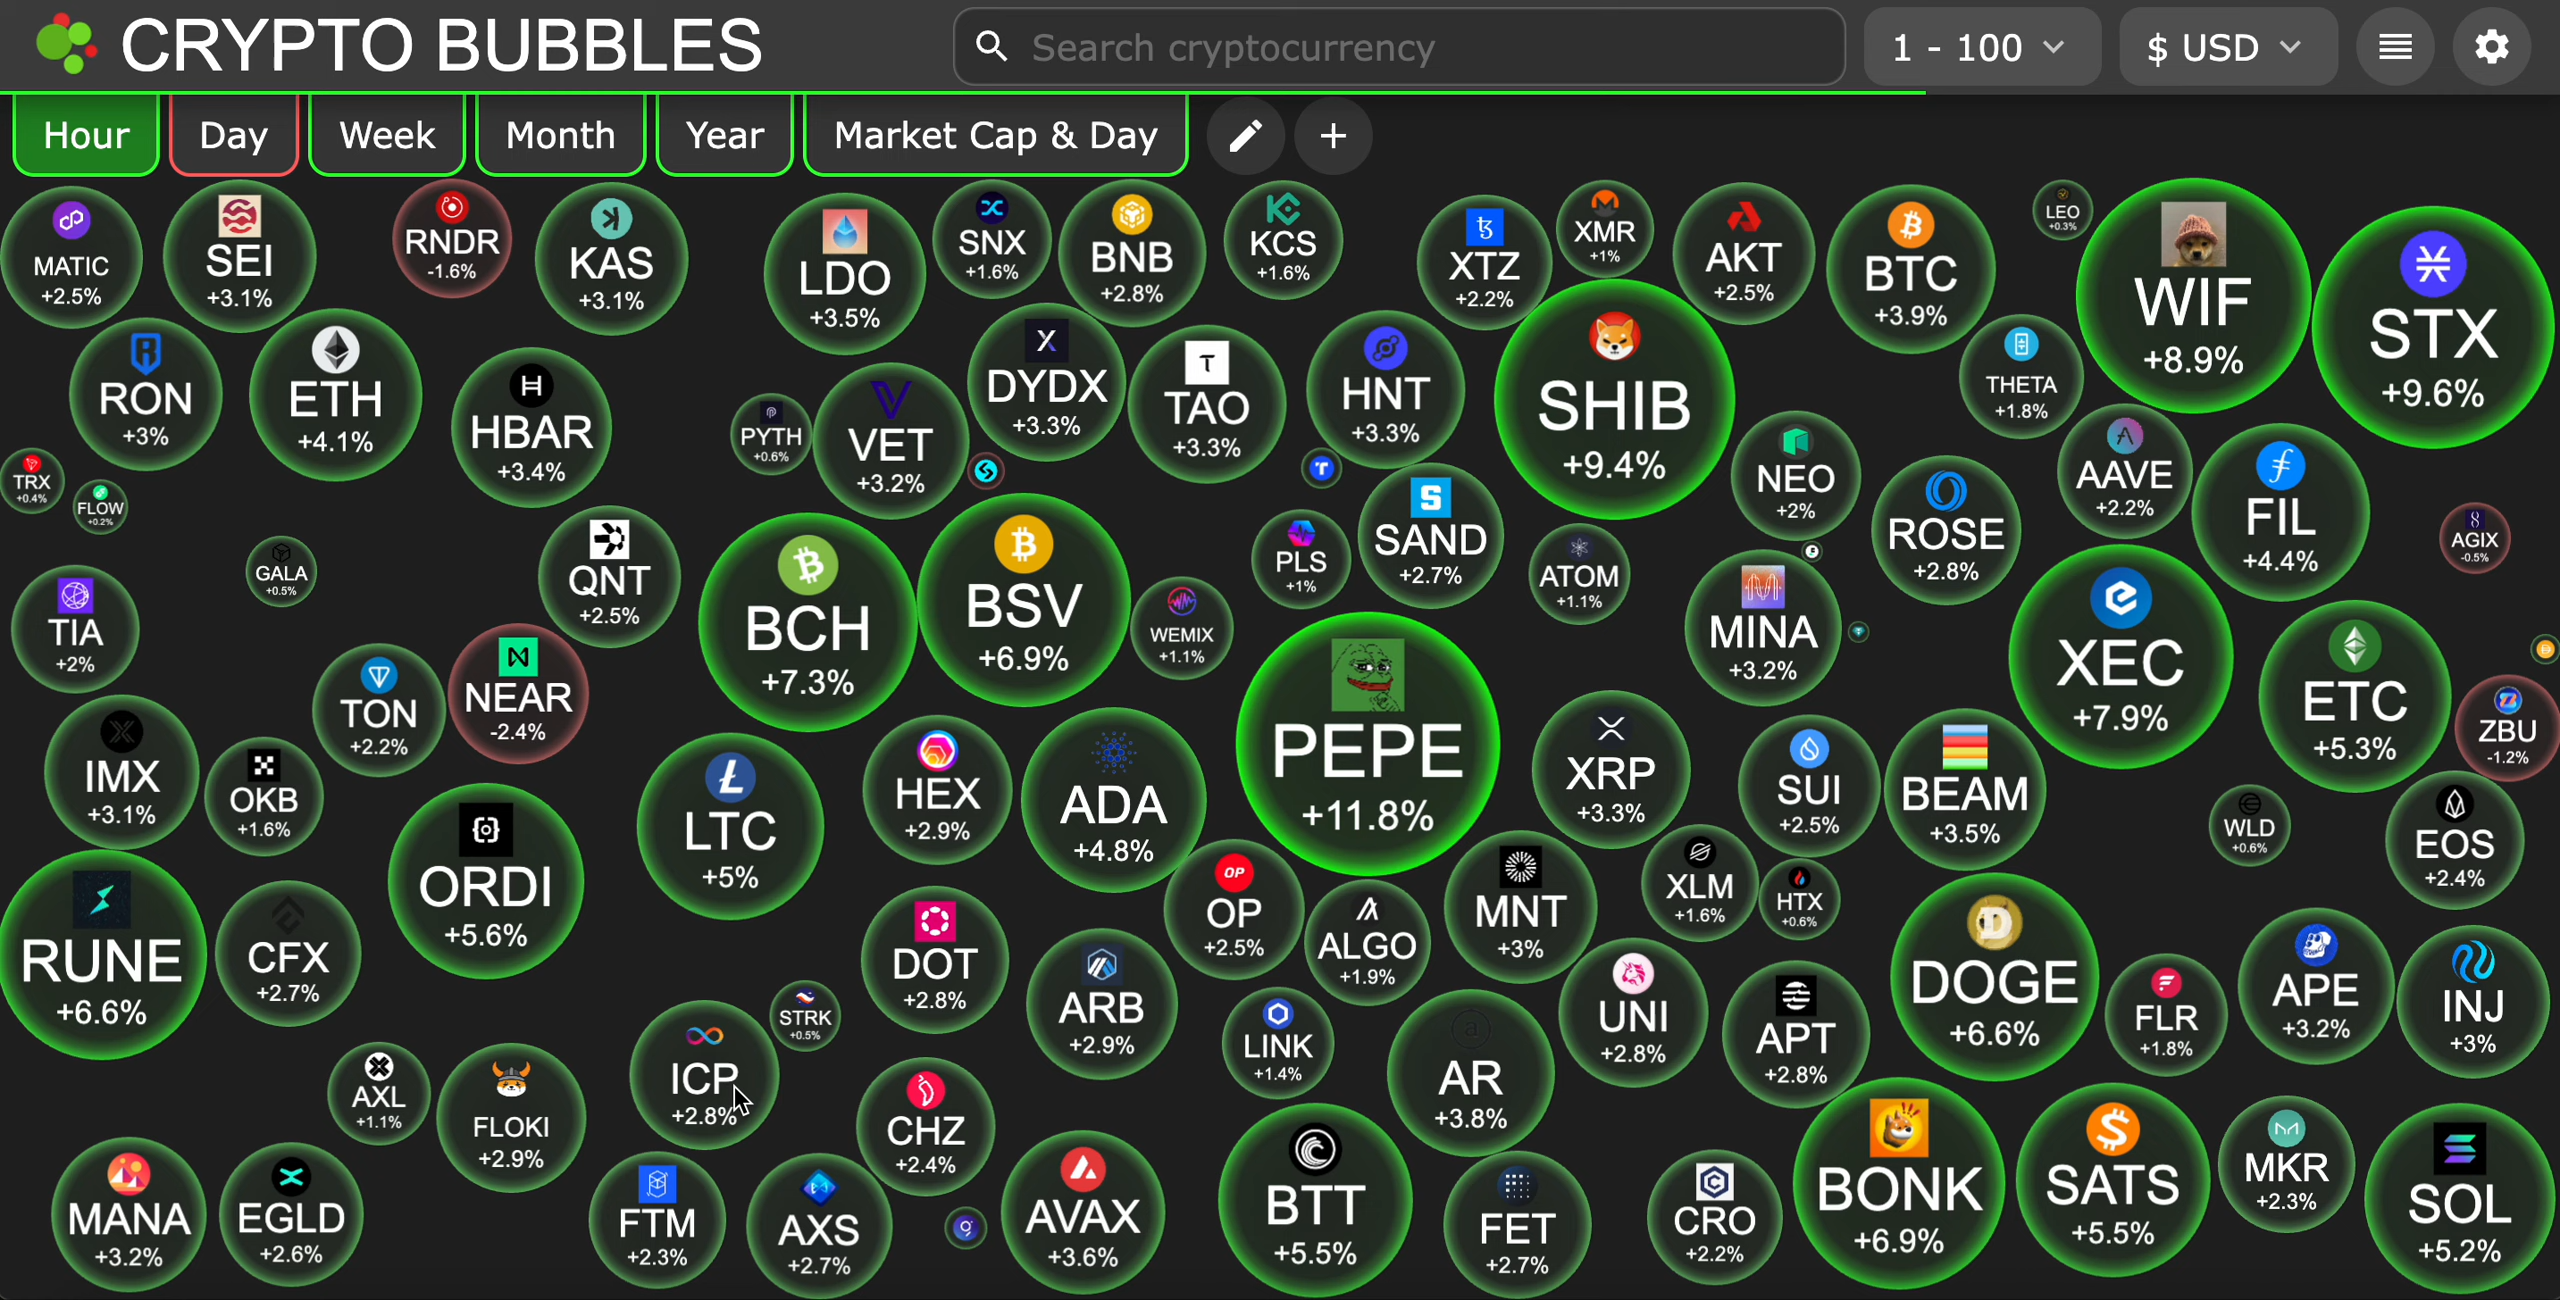 CRYPTO BUBBLES
Search cryptocurrency
1 - 100
$ USD
Hour
Day
Week
Month
Year
Market Cap & Day
MATIC
+2.5%
SEI
+3.1%
RNDR
-1.6%
KAS
+3.1%
LDO
+3.5%
SNX
+1.6%
BNB
+2.8%
KCS
+1.6%
XTZ
+2.2%
XMR
+1%
AKT
+2.5%
BTC
+3.9%
LEO
+0.3%
WIF
+8.9%
STX
+9.6%
RON
+3%
ETH
+4.1%
HBAR
+3.4%
PYTH
+0.6%
VET
+3.2%
DYDX
+3.3%
TAO
+3.3%
HNT
+3.3%
SHIB
+9.4%
NEO
+2%
THETA
+1.8%
AAVE
+2.2%
FIL
+4.4%
TRX
+0.4%
FLOW
+0.2%
GALA
+0.5%
QNT
+2.5%
BCH
+7.3%
BSV
+6.9%
WEMIX
+1.1%
PLS
+1%
SAND
+2.7%
ATOM
+1.1%
MINA
+3.2%
ROSE
+2.8%
XEC
+7.9%
AGIX
-0.5%
TIA
+2%
TON
+2.2%
NEAR
-2.4%
PEPE
+11.8%
ETC
+5.3%
ZBU
-1.2%
IMX
+3.1%
OKB
+1.6%
ORDI
+5.6%
LTC
+5%
HEX
+2.9%
ADA
+4.8%
XRP
+3.3%
SUI
+2.5%
BEAM
+3.5%
WLD
+0.6%
EOS
+2.4%
RUNE
+6.6%
CFX
+2.7%
DOT
+2.8%
OP
OP
+2.5%
ALGO
+1.9%
MNT
+3%
XLM
+1.6%
HTX
+0.6%
DOGE
+6.6%
STRK
+0.5%
ARB
+2.9%
LINK
+1.4%
AR
+3.8%
UNI
+2.8%
APT
+2.8%
FLR
+1.8%
APE
+3.2%
INJ
+3%
AXL
+1.1%
FLOKI
+2.9%
ICP
+2.8%
CHZ
+2.4%
MANA
+3.2%
EGLD
+2.6%
FTM
+2.3%
AXS
+2.7%
AVAX
+3.6%
BTT
+5.5%
FET
+2.7%
CRO
+2.2%
BONK
+6.9%
SATS
+5.5%
MKR
+2.3%
SOL
+5.2%